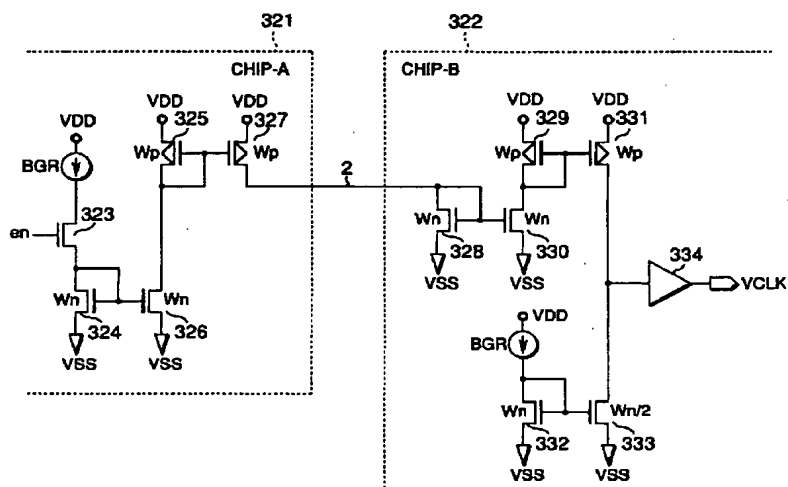 321
322
CHIP-A
CHIP-B
VDD
VDD
VDD
VDD
VDD
325
327
329
331
BGR
Wp
Wp
Wp
Wp
2
323
en
Wn
Wn
328
330
334
VCLK
VSS
VSS
Wn
Wn
324
326
VSS
VSS
VDD
BGR
Wn
Wn/2
332
333
VSS
VSS